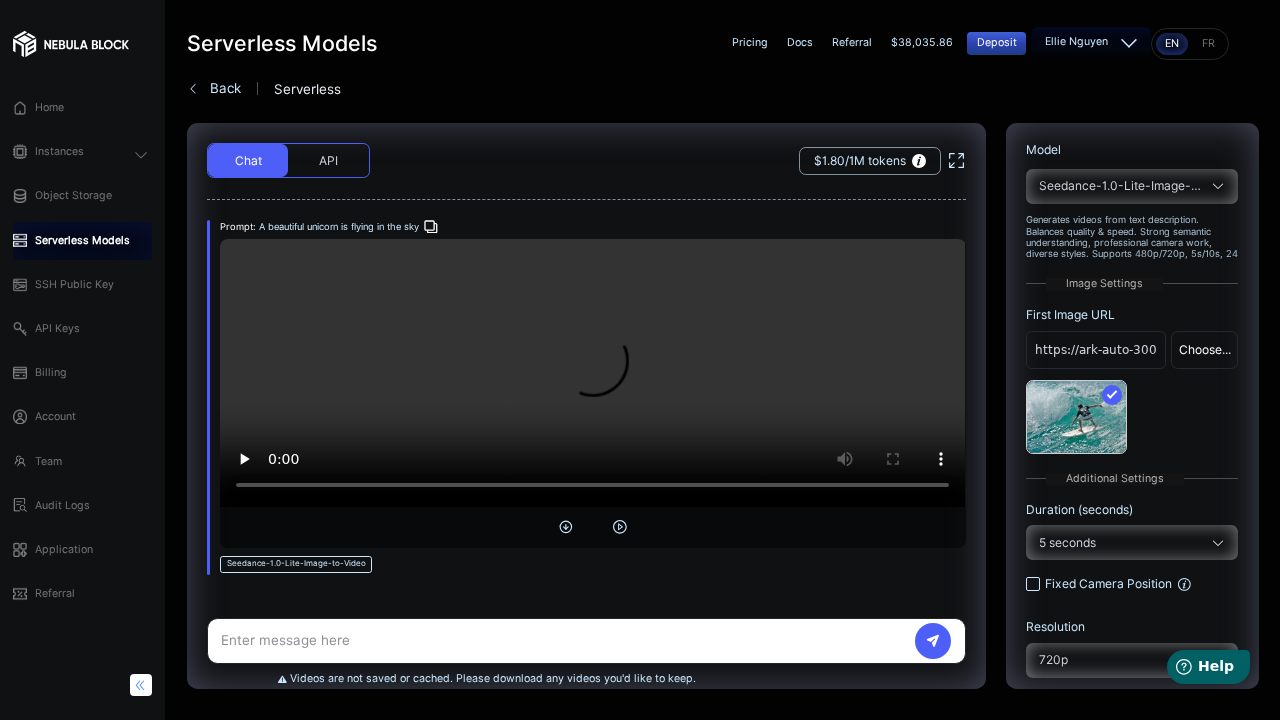 NEBULA BLOCK
Home
Instances
Object Storage
Serverless Models
SSH Public Key
API Keys
Billing
Account
Team
Audit Logs
Application
Referral
Serverless Models
Pricing
Docs
Referral
$38,035.86
Deposit
Ellie Nguyen
EN
FR
Back
Serverless
Chat
API
$1.80/1M tokens
Prompt: A beautiful unicorn is flying in the sky
0:00
Seedance-1.0-Lite-Image-to-Video
Enter message here
Videos are not saved or cached. Please download any videos you'd like to keep.
Model
Seedance-1.0-Lite-Image-...
Generates videos from text description.
Balances quality & speed. Strong semantic
understanding, professional camera work,
diverse styles. Supports 480p/720p, 5s/10s, 24
Image Settings
First Image URL
https://ark-auto-300
Choose...
Additional Settings
Duration (seconds)
5 seconds
Fixed Camera Position
Resolution
720p
Help